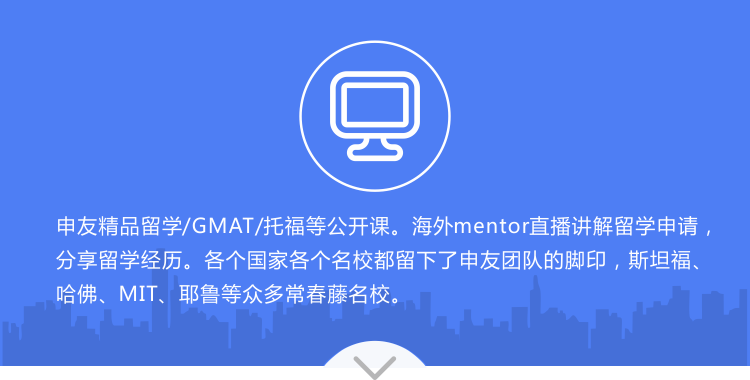 申友精品留学/GMAT/托福等公开课。海外mentor直播讲解留学申请，
分享留学经历。各个国家各个名校都留下了申友团队的脚印，斯坦福、
哈佛、MIT、耶鲁等众多常春藤名校。